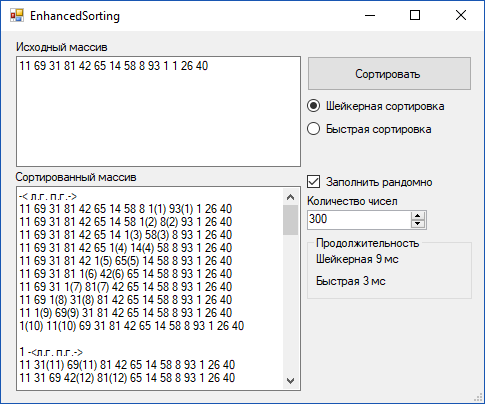 EnhancedSorting
Исходный массив
11 69 31 81 42 65 14 58 8 93 1 1 26 40
Сортировать
Шейкерная сортировка
Быстрая сортировка
Сортированный массив
-< л.г. п.г.->
11 69 31 81 42 65 14 58 8 1(1) 93(1) 1 26 40
11 69 31 81 42 65 14 58 1(2) 8(2) 93 1 26 40
11 69 31 81 42 65 14 1(3) 58(3) 8 93 1 26 40
11 69 31 81 42 65 1(4) 14(4) 58 8 93 1 26 40
11 69 31 81 42 1(5) 65(5) 14 58 8 93 1 26 40
11 69 31 81 1(6) 42(6) 65 14 58 8 93 1 26 40
11 69 31 1(7) 81(7) 42 65 14 58 8 93 1 26 40
11 69 1(8) 31(8) 81 42 65 14 58 8 93 1 26 40
11 1(9) 69(9) 31 81 42 65 14 58 8 93 1 26 40
1(10) 11(10) 69 31 81 42 65 14 58 8 93 1 26 40
1 -<л.г. п.г.->
11 31(11) 69(11) 81 42 65 14 58 8 93 1 26 40
11 31 69 42(12) 81(12) 65 14 58 8 93 1 26 40
Заполнить рандомно
Количество чисел
300
Продолжительность
Шейкерная 9 мс
Быстрая 3 мс